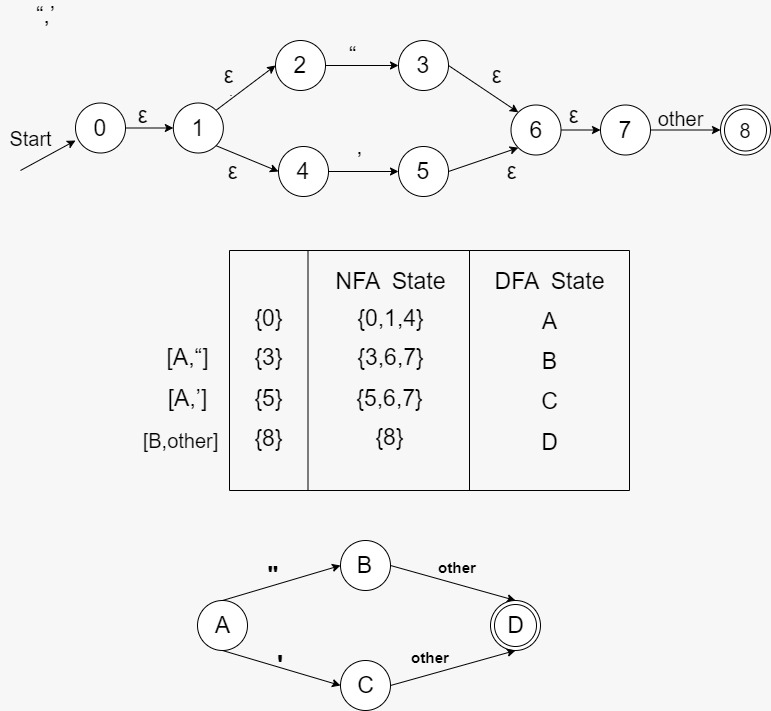 “,’
2 “ 3
ε ε
Start 0 ε 1 6 ε 7 other 8
ε ε
4 ’ 5
NFA State DFA State
{0} {0,1,4} A
[A,“] {3} {3,6,7} B
[A,’] {5} {5,6,7} C
[B,other] {8} {8} D
" B other
A D
' C other